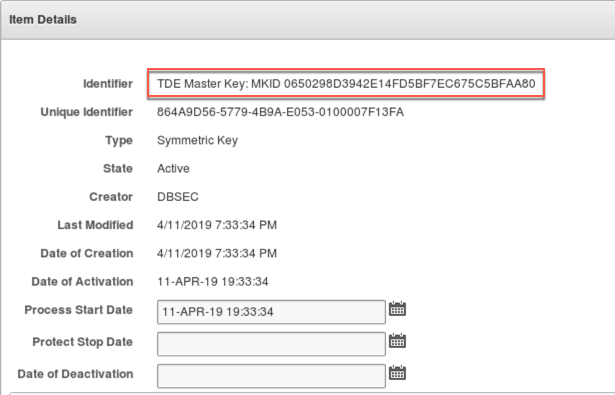 Item Details
Identifier TDE Master Key: MKID 0650298D3942E14FD5BF7EC675C5BFAA80
Unique Identifier 864A9D56-5779-4B9A-E053-0100007F13FA
Type Symmetric Key
State Active
Creator DBSEC
Last Modified 4/11/2019 7:33:34 PM
Date of Creation 4/11/2019 7:33:34 PM
Date of Activation 11-APR-19 19:33:34
Process Start Date 11-APR-19 19:33:34
Protect Stop Date
Date of Deactivation